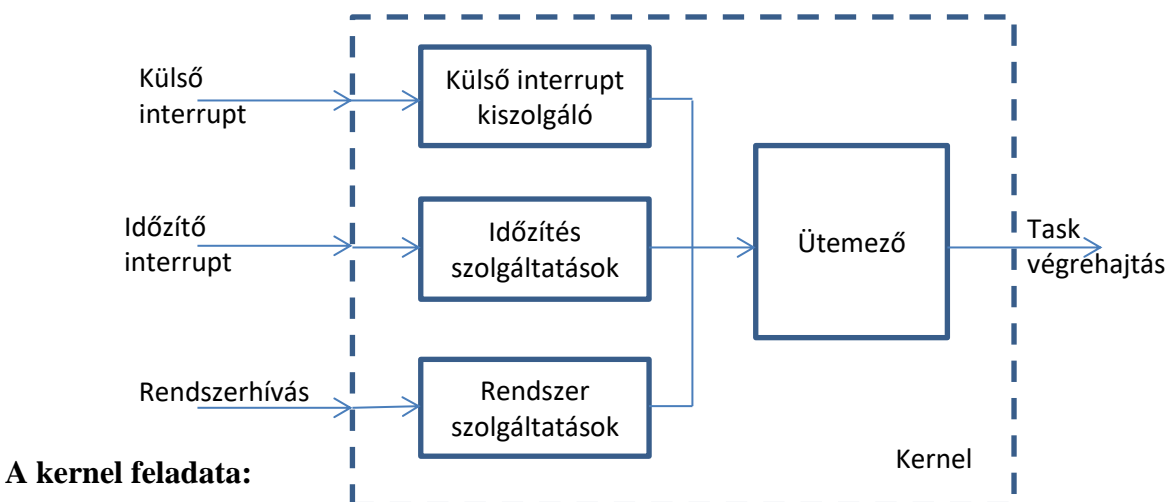 Külső
interrupt
Külső interrupt
kiszolgáló
Időzítő
interrupt
Időzítés
szolgáltatások
Ütemező
Task
végrehajtás
Rendszerhívás
Rendszer
szolgáltatások
Kernel
A kernel feladata: